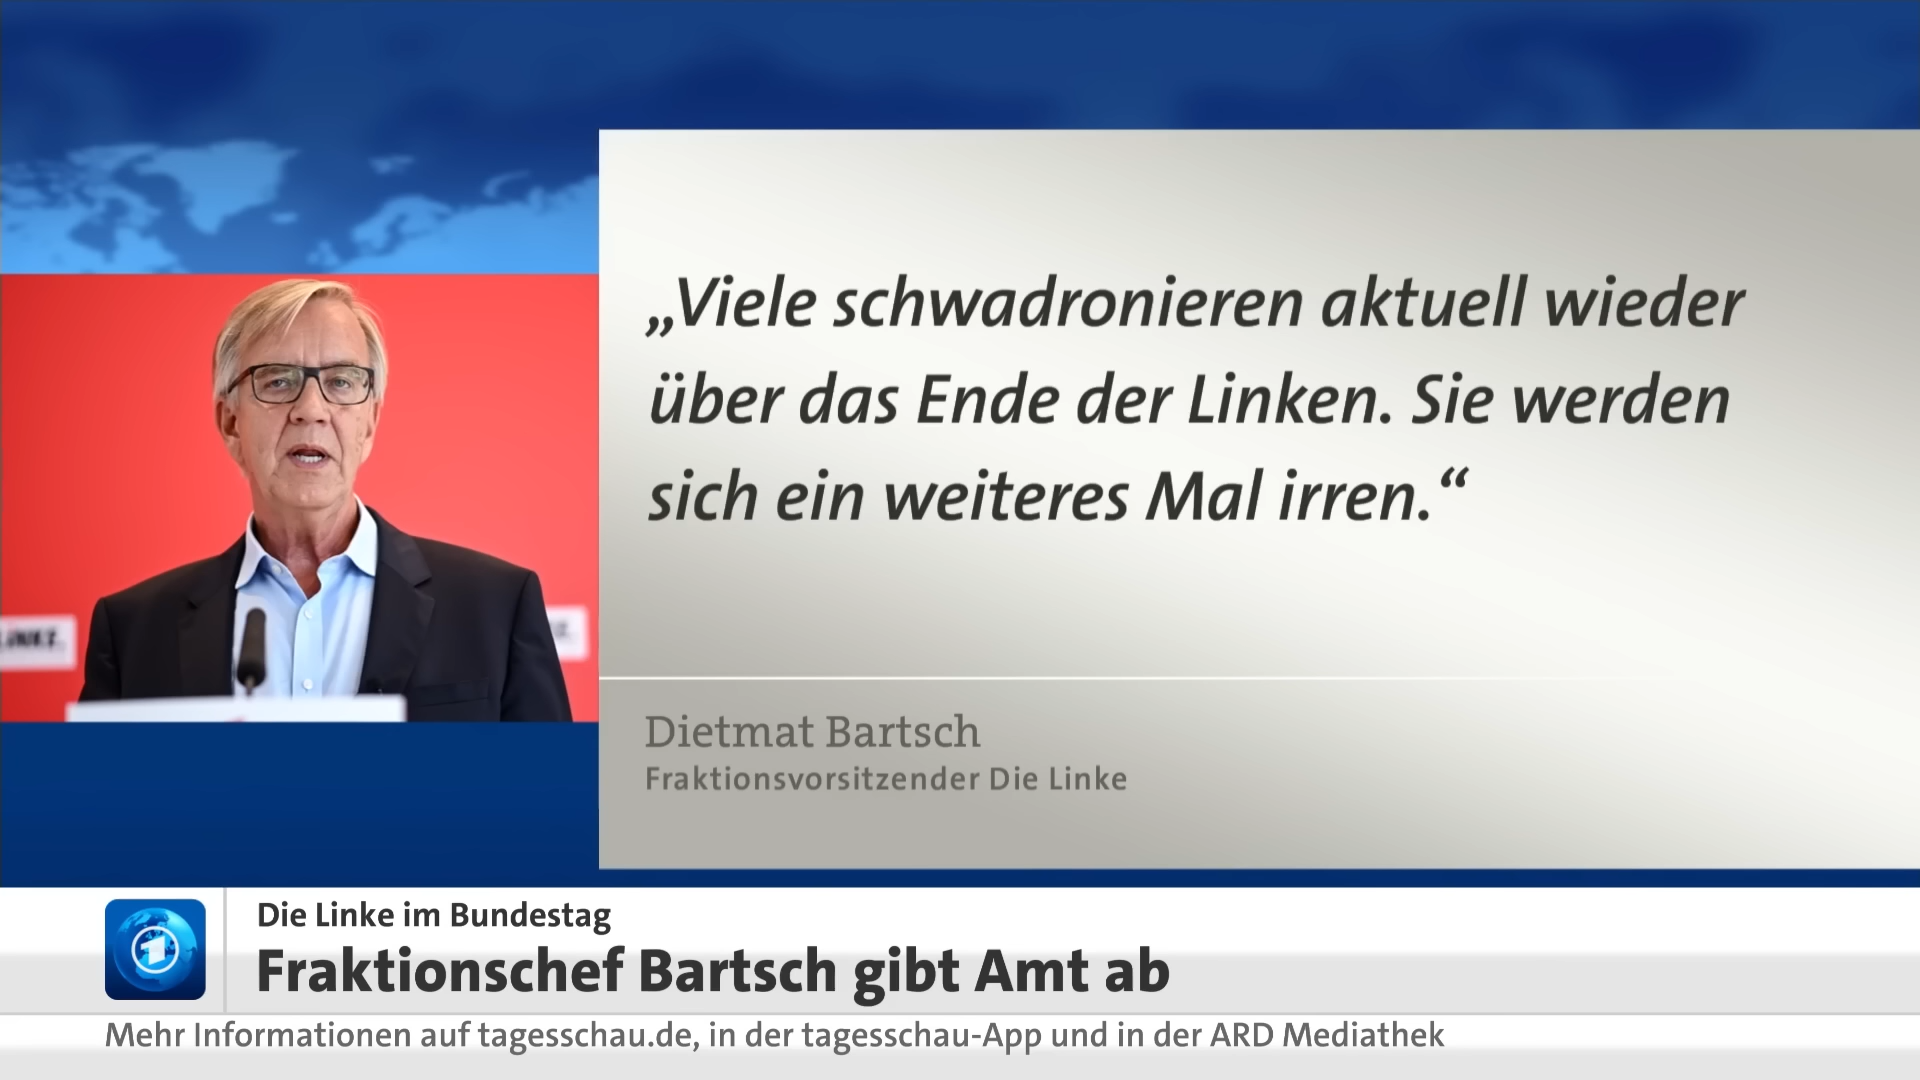 „Viele schwadronieren aktuell wieder
über das Ende der Linken. Sie werden
sich ein weiteres Mal irren.“
LINKE.
Dietmat Bartsch
Fraktionsvorsitzender Die Linke
1
Die Linke im Bundestag
Fraktionschef Bartsch gibt Amt ab
Mehr Informationen auf tagesschau.de, in der tagesschau-App und in der ARD Mediathek